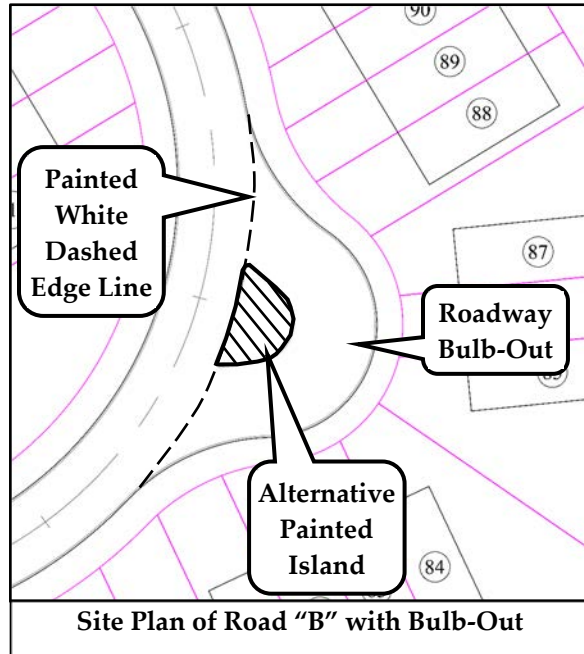 90
89
88
Painted
White
Dashed
Edge Line
87
Roadway
Bulb-Out
Alternative
Painted
Island
84
Site Plan of Road “B” with Bulb-Out